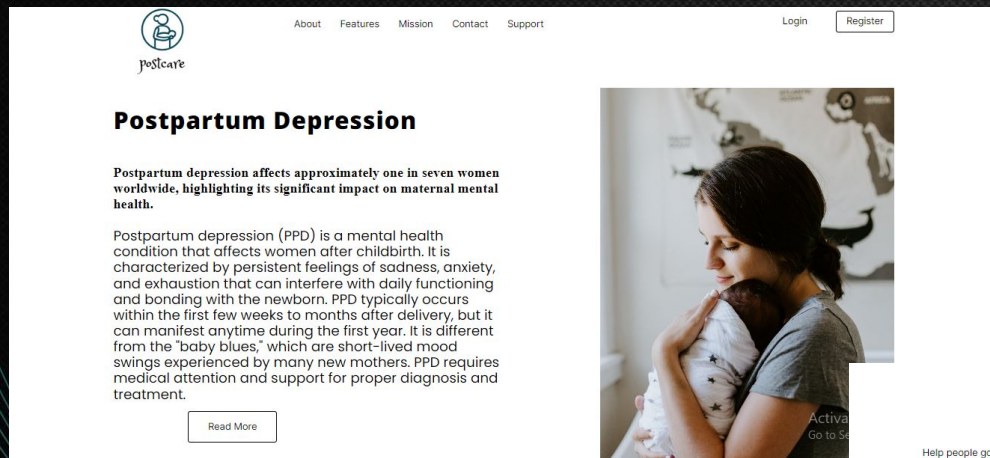 About Features Mission Contact Support
Login Register
postcare
Postpartum Depression
Postpartum depression affects approximately one in seven women
worldwide, highlighting its significant impact on maternal mental
health.
Postpartum depression (PPD) is a mental health
condition that affects women after childbirth. It is
characterized by persistent feelings of sadness, anxiety,
and exhaustion that can interfere with daily functioning
and bonding with the newborn. PPD typically occurs
within the first few weeks to months after delivery, but it
can manifest anytime during the first year. It is different
from the "baby blues," which are short-lived mood
swings experienced by many new mothers. PPD requires
medical attention and support for proper diagnosis and
treatment.
Read More
AFRICA
Activa
Go to Se
Help people go